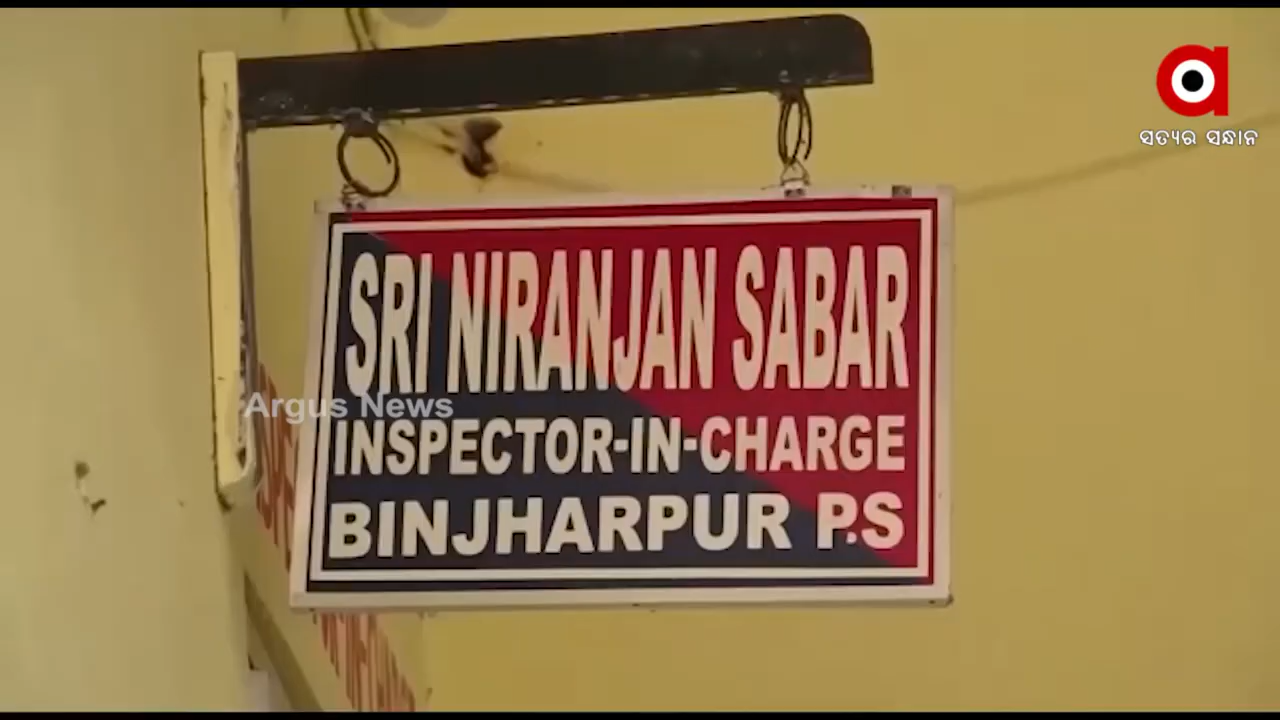 ସତ୍ୟର ସନ୍ଧାନ
SRI NIRANJAN SABAR
Argus News
INSPECTOR-IN-CHARGE
BINJHARPUR P.S